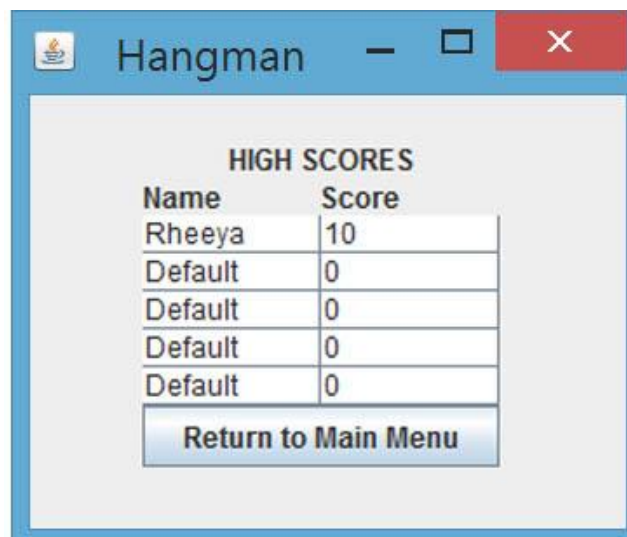 Hangman
HIGH SCORES
Name Score
Rheeya 10
Default 0
Default 0
Default 0
Default 0
Return to Main Menu